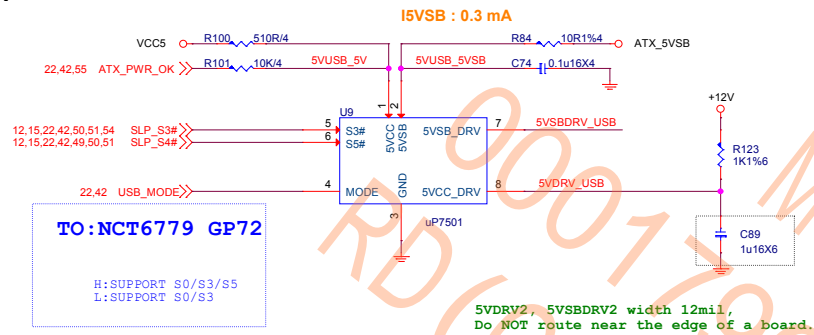 I5VSB : 0.3 mA
VCC5 R100 510R/4 R84 10R1%4 ATX_5VSB
22,42,55 ATX_PWR_OK R101 10K/4 5VUSB_5V 5VUSB_5VSB C74 0.1u16X4
+12V
U9 1 2
12,15,22,42,50,51,54 SLP_S3# 5 S3# 5VCC 5VSB 5VSB_DRV 7 5VSBDRV_USB
12,15,22,42,49,50,51 SLP_S4# 6 S5#
R123
1K1%6
22,42 USB_MODE 4 MODE GND 5VCC_DRV 8 5VDRV_USB
3 uP7501
TO:NCT6779 GP72
C89
1u16X6
H:SUPPORT S0/S3/S5
L:SUPPORT S0/S3
5VDRV2, 5VSBDRV2 width 12mil,
Do NOT route near the edge of a board.